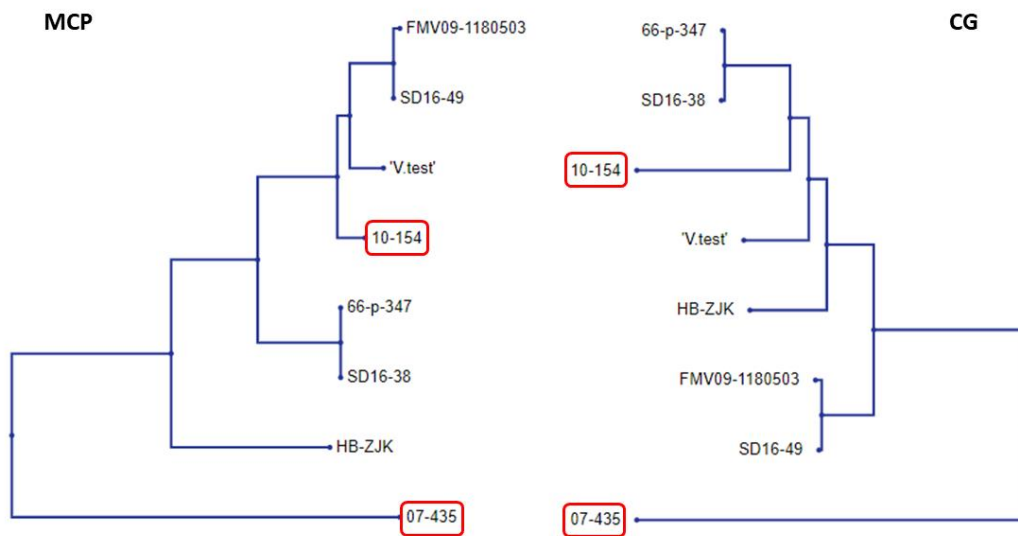 MCP
FMV09-1180503
SD16-49
'V.test'
10-154
66-p-347
SD16-38
HB-ZJK
07-435
CG
66-p-347
SD16-38
10-154
'V.test'
HB-ZJK
FMV09-1180503
SD16-49
07-435